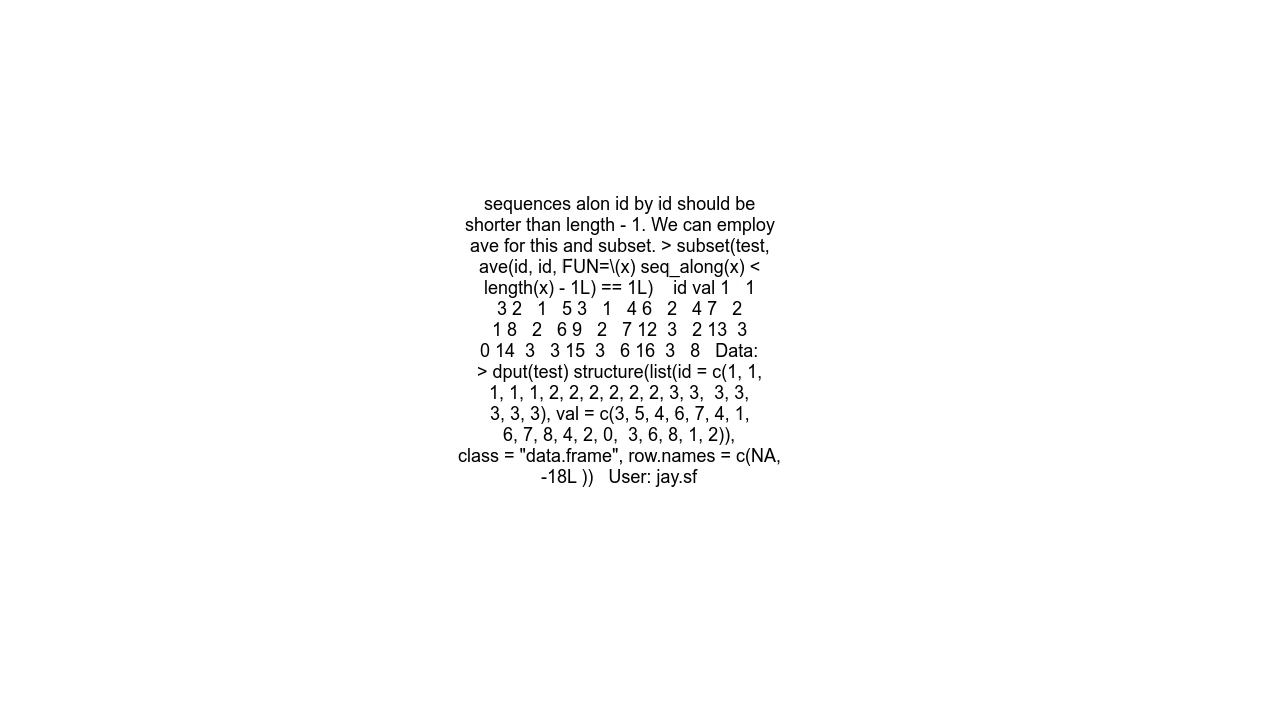 sequences alon id by id should be
shorter than length - 1. We can employ
ave for this and subset. > subset(test,
ave(id, id, FUN=\(x) seq_along(x) <
length(x) - 1L) == 1L)    id val 1   1
3 2   1   5 3   1   4 6   2   4 7   2
1 8   2   6 9   2   7 12  3   2 13  3
0 14  3   3 15  3   6 16  3   8   Data:
> dput(test) structure(list(id = c(1, 1,
1, 1, 1, 2, 2, 2, 2, 2, 2, 3, 3,  3, 3,
3, 3, 3), val = c(3, 5, 4, 6, 7, 4, 1,
6, 7, 8, 4, 2, 0,  3, 6, 8, 1, 2)),
class = "data.frame", row.names = c(NA,
-18L ))   User: jay.sf